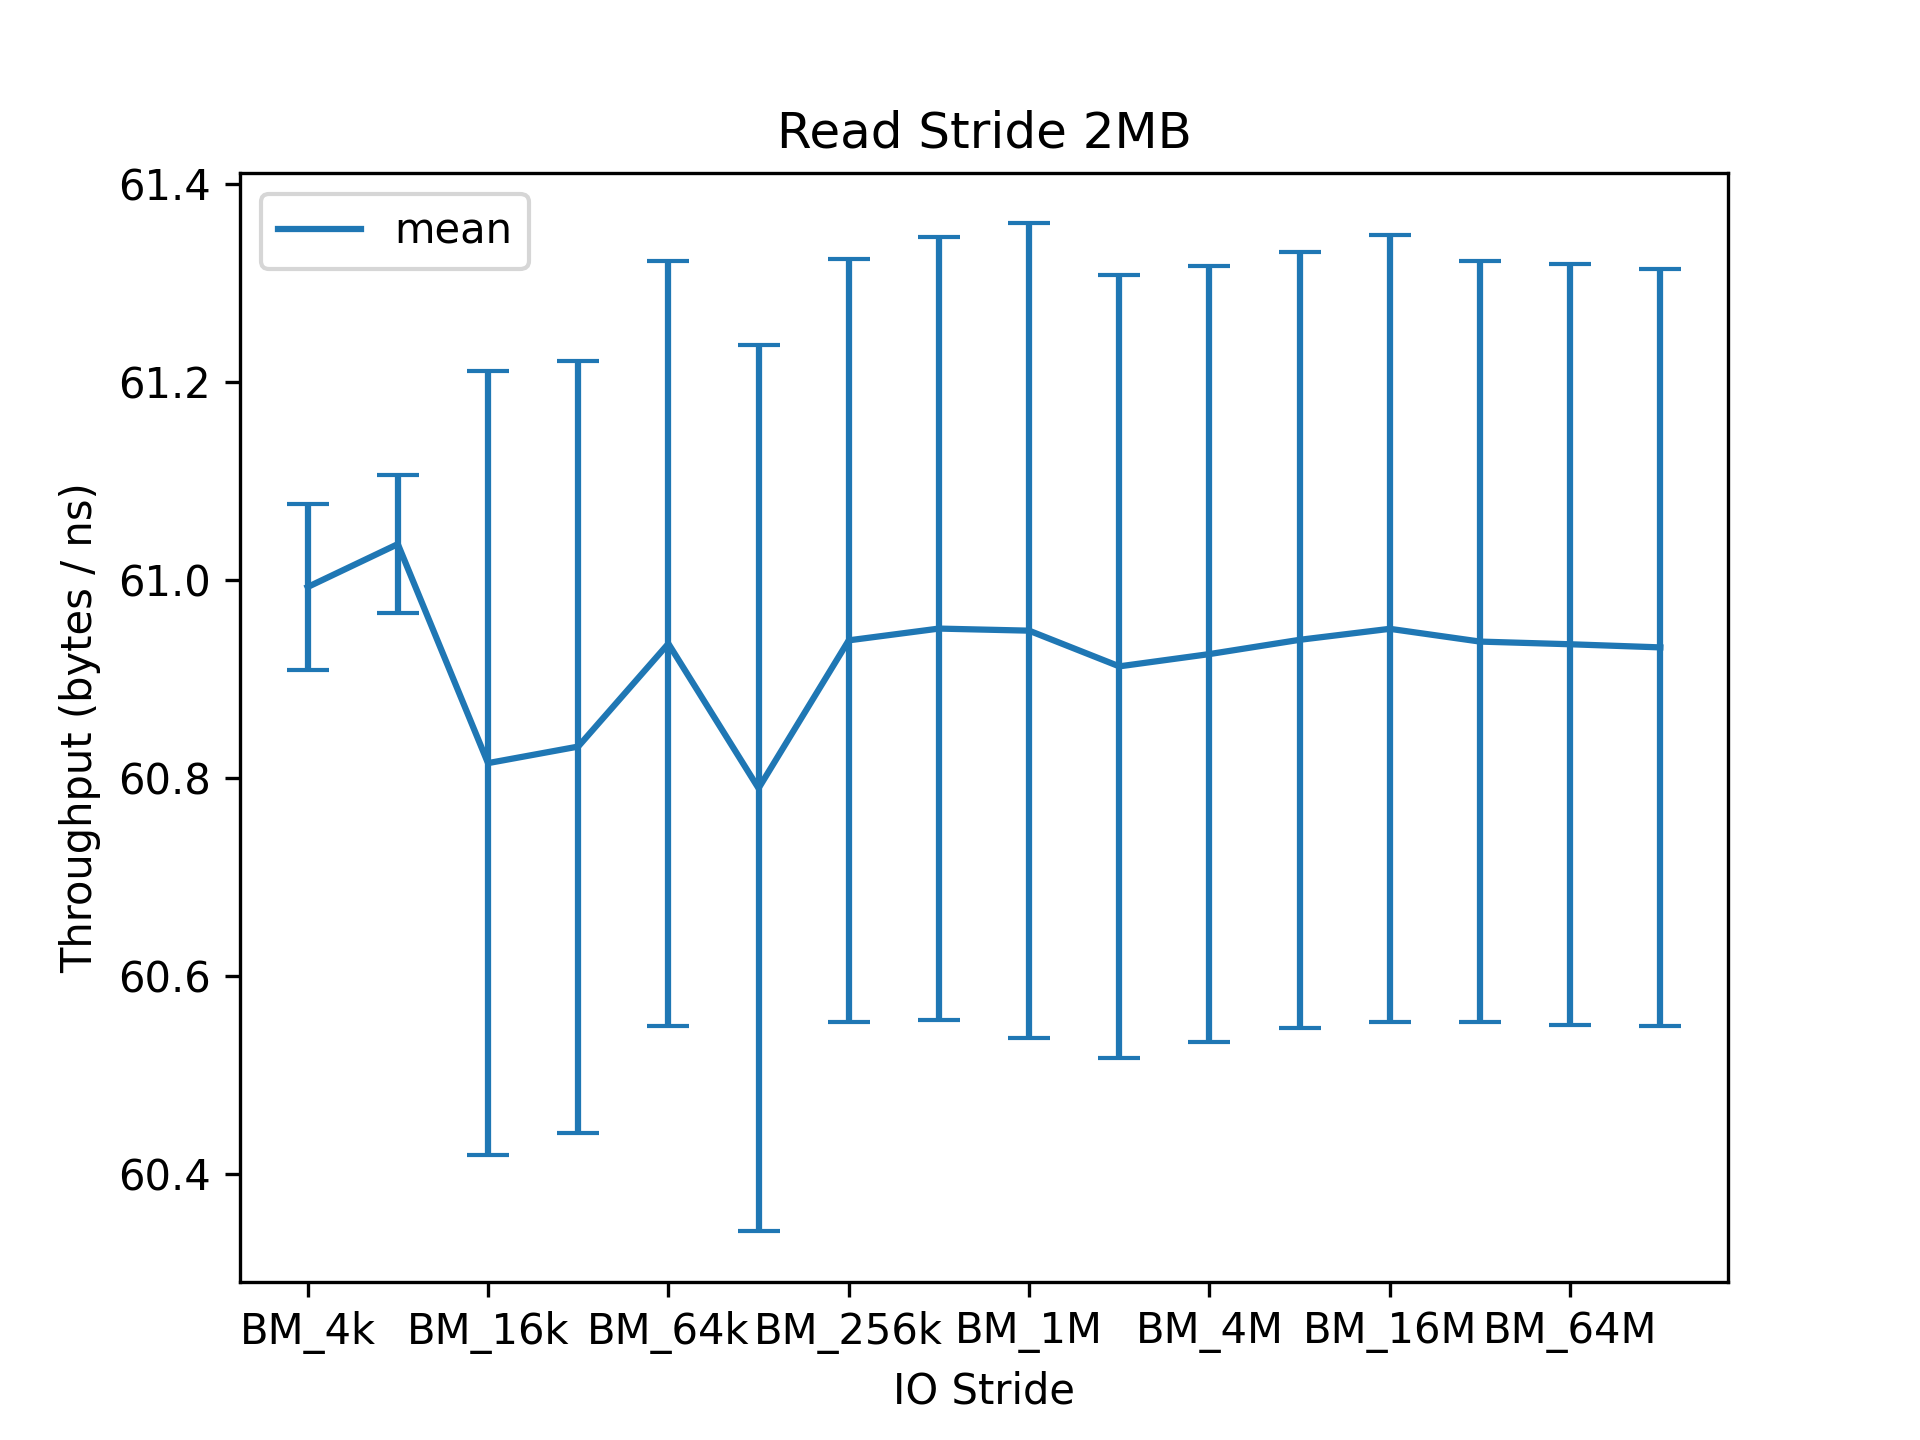 Read Stride 2MB
mean
61.4
61.2
61.0
60.8
60.6
60.4
Throughput (bytes / ns)
BM_4k BM_16k BM_64k BM_256k BM_1M BM_4M BM_16M BM_64M
IO Stride